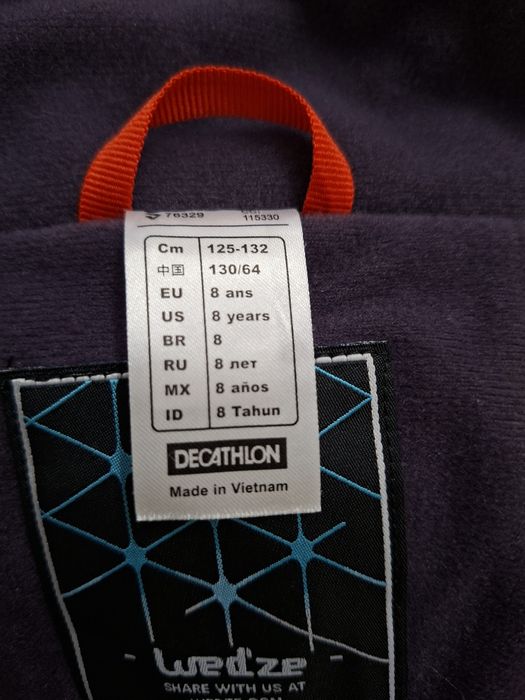 76329
115330
Cm 125-132
中国 130/64
EU 8 ans
US 8 years
BR 8
RU 8 лет
MX 8 años
ID 8 Tahun
DECATHLON
Made in Vietnam
- wed'ze -
SHARE WITH US AT